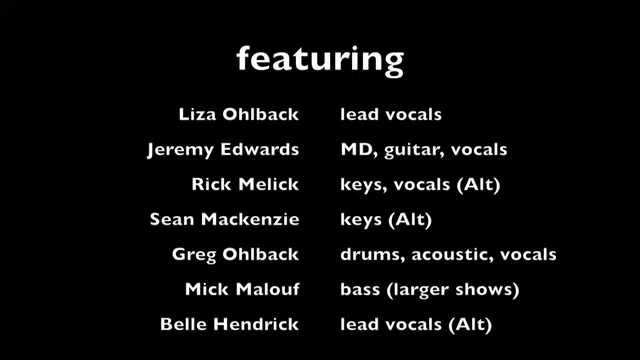 featuring
Liza Ohlback lead vocals
Jeremy Edwards MD, guitar, vocals
Rick Melick keys, vocals (Alt)
Sean Mackenzie keys (Alt)
Greg Ohlback drums, acoustic, vocals
Mick Malouf bass (larger shows)
Belle Hendrick lead vocals (Alt)